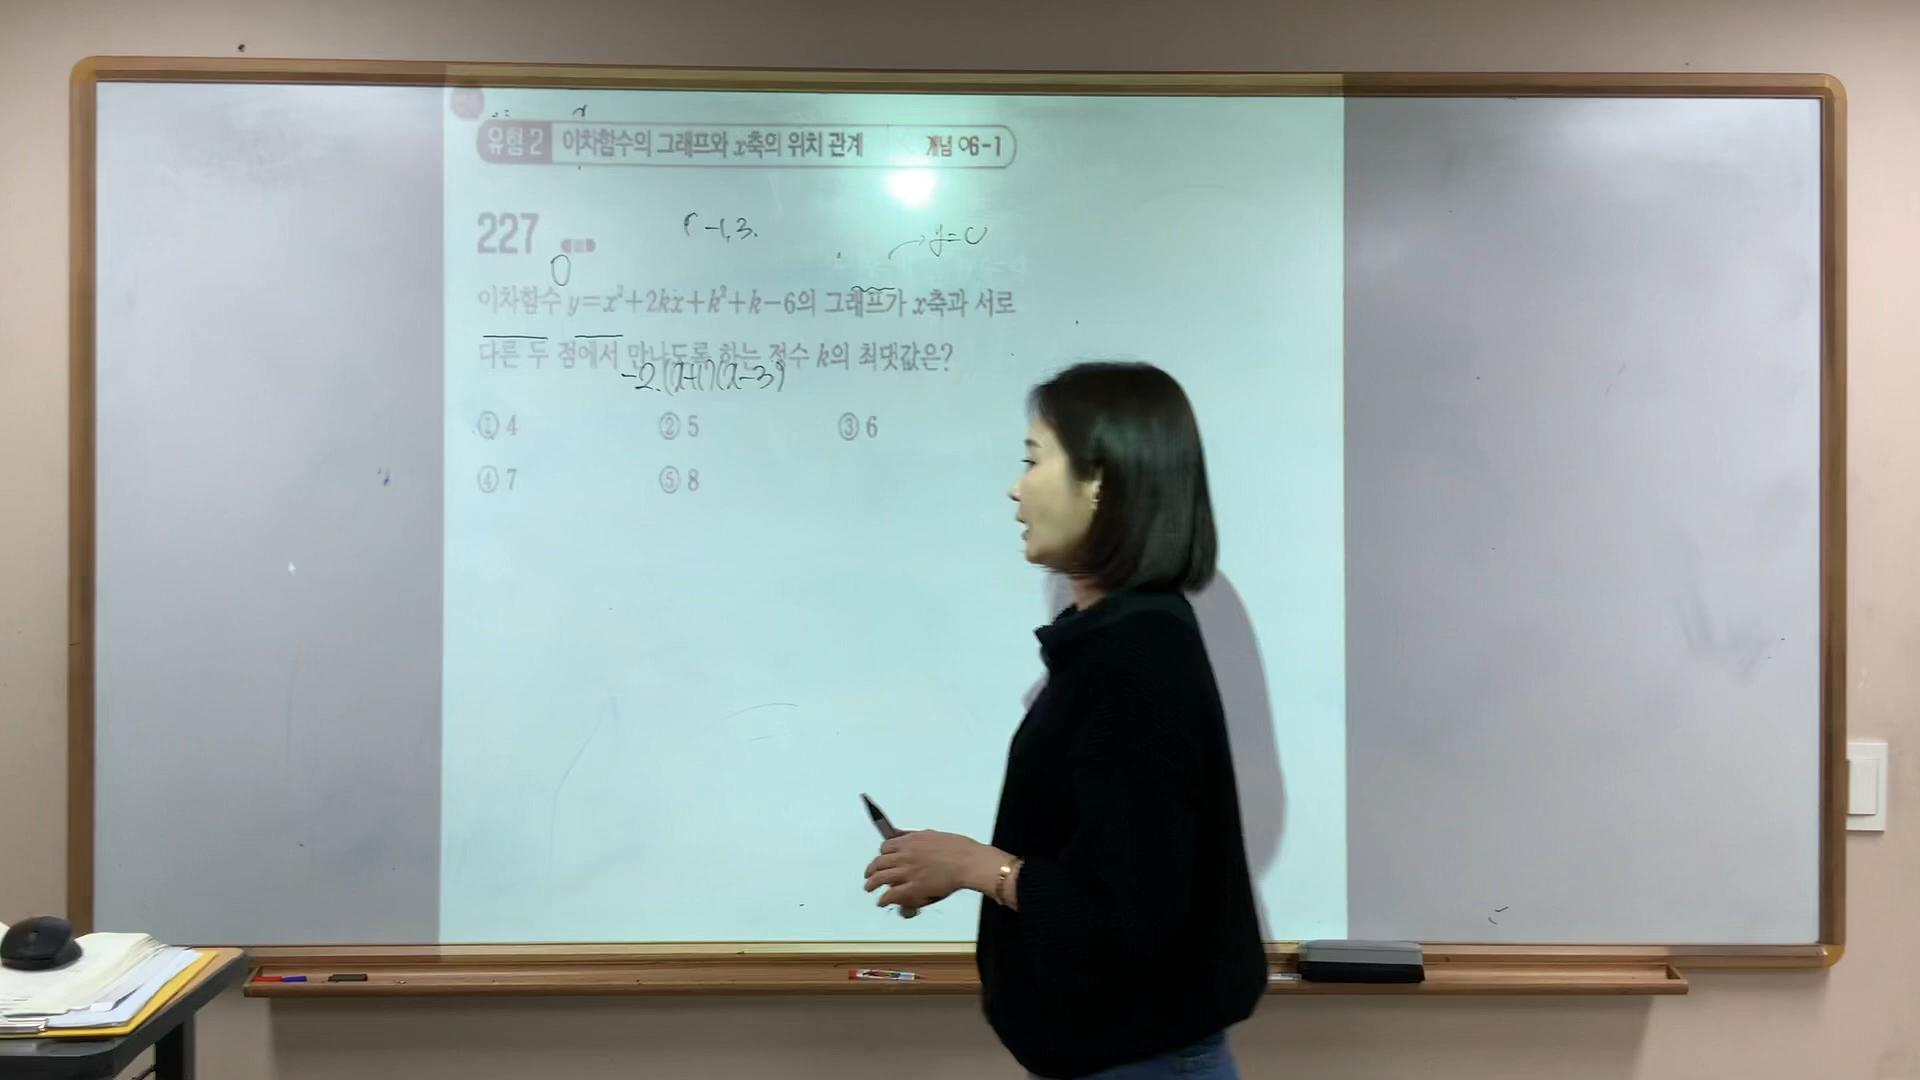 유형 2 이차함수의 그래프와 x축의 위치 관계 개념 06-1
227
(-1, 3.
y=0
이차함수 y=x²+2kx+k²+k-6의 그래프가 x축과 서로
다른 두 점에서 만나도록 하는 정수 k의 최댓값은?
-2(x+1)(x-3)
① 4 ② 5 ③ 6
④ 7 ⑤ 8